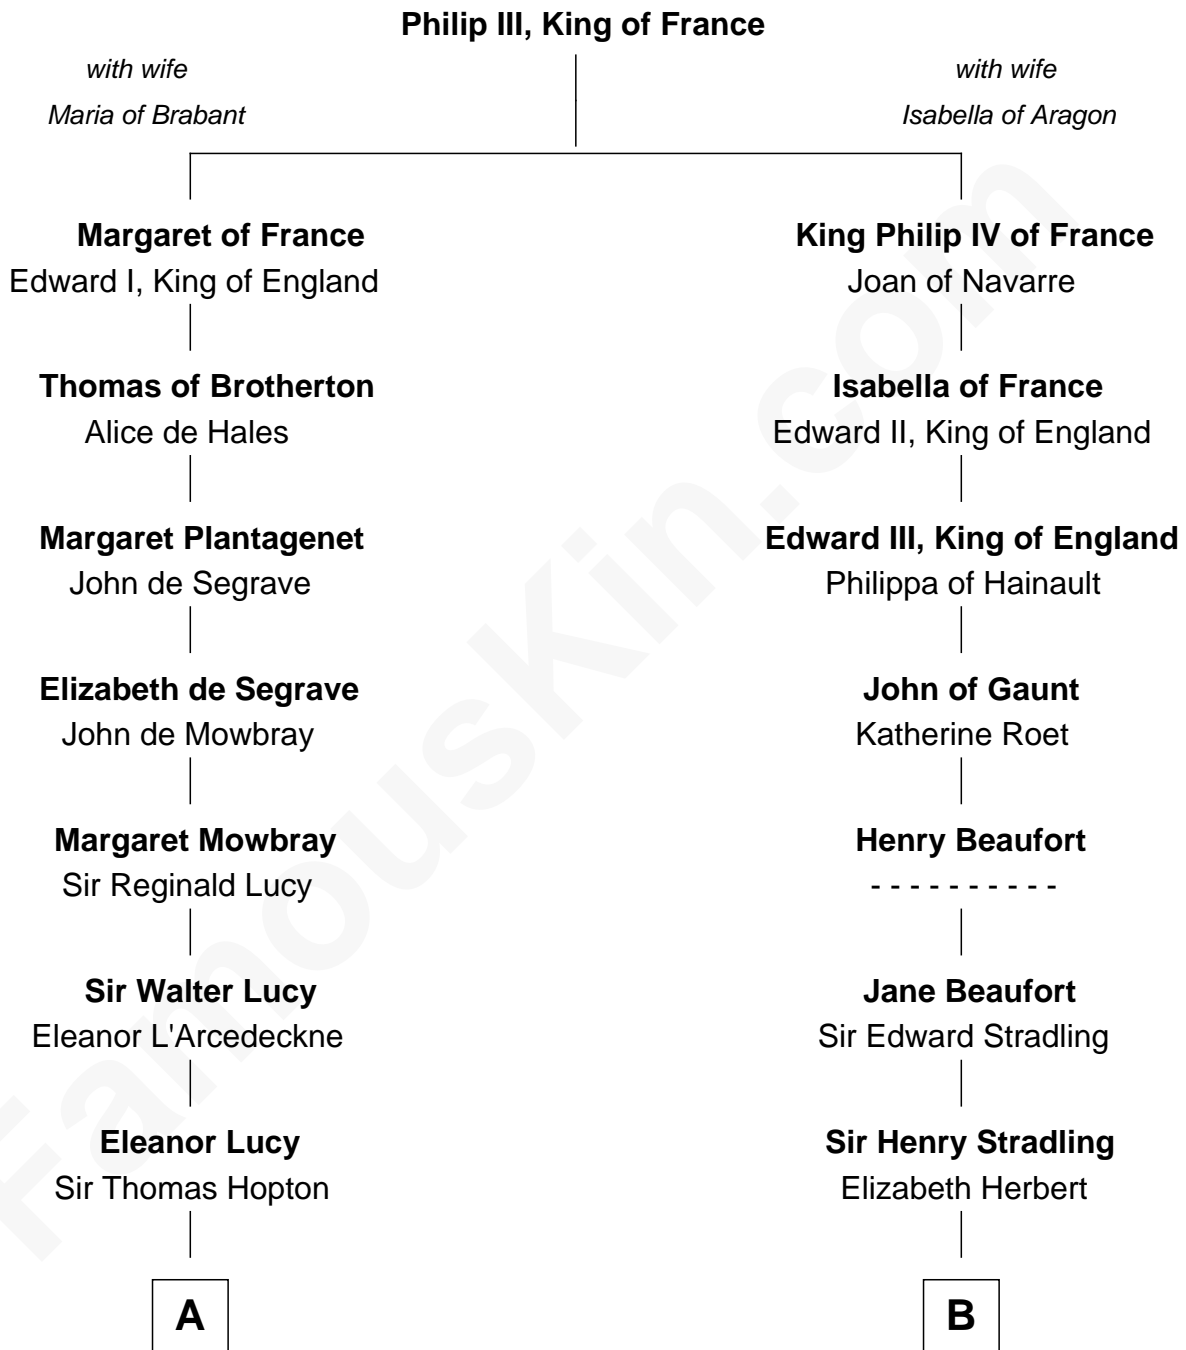 Philip III, King of France
with wife
Maria of Brabant
with wife
Isabella of Aragon
Margaret of France
Edward I, King of England
King Philip IV of France
Joan of Navarre
Thomas of Brotherton
Alice de Hales
Isabella of France
Edward II, King of England
Margaret Plantagenet
John de Segrave
Edward III, King of England
Philippa of Hainault
Elizabeth de Segrave
John de Mowbray
John of Gaunt
Katherine Roet
Margaret Mowbray
Sir Reginald Lucy
Henry Beaufort
- - - - - - - - - -
Sir Walter Lucy
Eleanor L'Arcedeckne
Jane Beaufort
Sir Edward Stradling
Eleanor Lucy
Sir Thomas Hopton
Sir Henry Stradling
Elizabeth Herbert
A
B
FamousKin.com